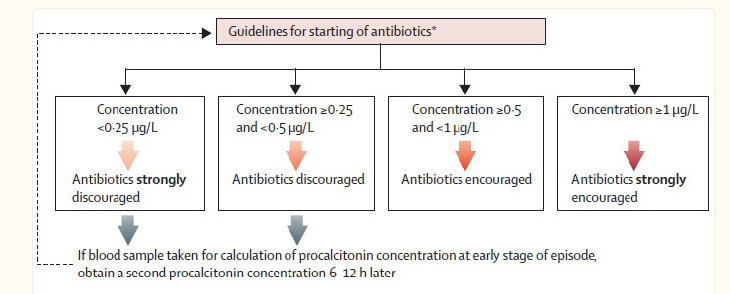 Guidelines for starting of antibiotics*
Concentration
<0·25 µg/L
Antibiotics strongly
discouraged
Concentration ≥0·25
and <0·5 µg/L
Antibiotics discouraged
Concentration ≥0·5
and <1 µg/L
Antibiotics encouraged
Concentration ≥1 µg/L
Antibiotics strongly
encouraged
If blood sample taken for calculation of procalcitonin concentration at early stage of episode,
obtain a second procalcitonin concentration 6 12 h later